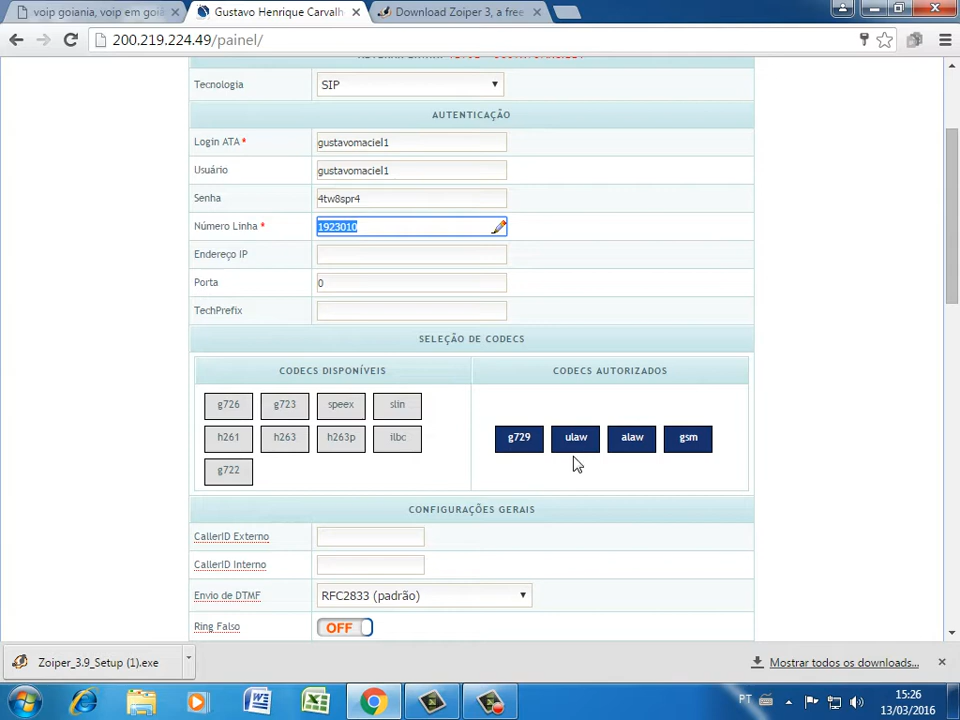 voip goiania, voip em goiâ
Gustavo Henrique Carvalh
Download Zoiper 3, a free
200.219.224.49/painel/
Tecnologia
SIP
AUTENTICAÇÃO
Login ATA *
gustavomaciel1
Usuário
gustavomaciel1
Senha
4tw8spr4
Número Linha *
1923010
Endereço IP
Porta
0
TechPrefix
SELEÇÃO DE CODECS
CODECS DISPONÍVEIS
CODECS AUTORIZADOS
g726 g723 speex slin
h261 h263 h263p ilbc
g722
g729 ulaw alaw gsm
CONFIGURAÇÕES GERAIS
CallerID Externo
CallerID Interno
Envio de DTMF
RFC2833 (padrão)
Ring Falso
OFF
Zoiper_3.9_Setup (1).exe
Mostrar todos os downloads...
PT
15:26
13/03/2016